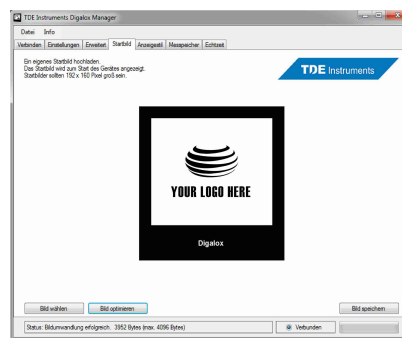 TDE Instruments Digalox Manager
Datei Info
Verbinden Einstellungen Erweitert Startbild Anzeigestil Messspeicher Echtzeit
Ein eigenes Startbild hochladen.
Das Startbild wird zum Start des Gerätes angezeigt.
Startbilder sollten 192 x 160 Pixel groß sein.
TDE Instruments
YOUR LOGO HERE
Digalox
Bild wählen Bild optimieren Bild speichern
Status: Bildumwandlung erfolgreich. 3952 Bytes (max. 4096 Bytes) Verbunden